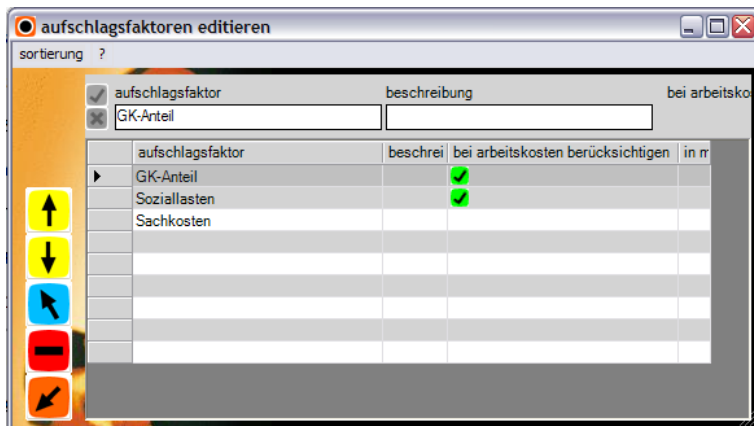 aufschlagsfaktoren editieren
sortierung ?
aufschlagsfaktor beschreibung bei arbeitsko
GK-Anteil
aufschlagsfaktor beschrei bei arbeitskosten berücksichtigen in m
GK-Anteil
Soziallasten
Sachkosten